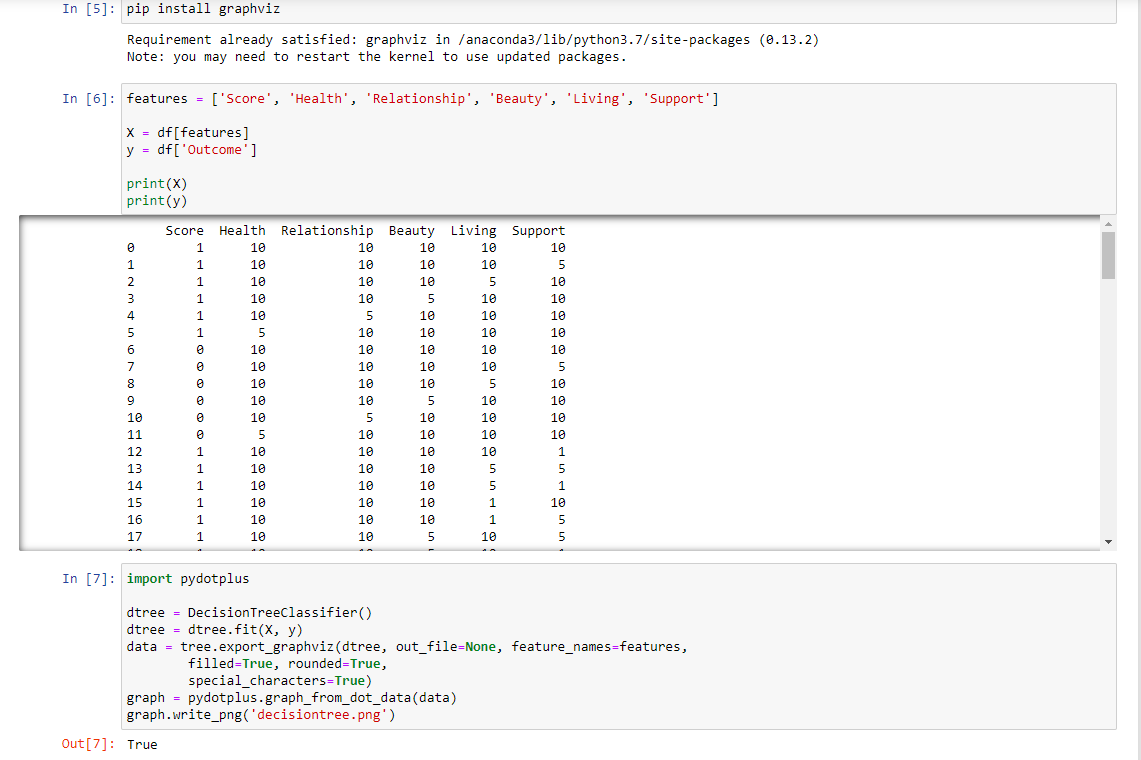 In [5]: pip install graphviz
Requirement already satisfied: graphviz in /anaconda3/lib/python3.7/site-packages (0.13.2)
Note: you may need to restart the kernel to use updated packages.
In [6]: features = ['Score', 'Health', 'Relationship', 'Beauty', 'Living', 'Support']
X = df[features]
y = df['Outcome']
print(X)
print(y)
Score Health Relationship Beauty Living Support
0 1 10 10 10 10 10
1 1 10 10 10 10 5
2 1 10 10 10 5 10
3 1 10 10 5 10 10
4 1 10 5 10 10 10
5 1 5 10 10 10 10
6 0 10 10 10 10 10
7 0 10 10 10 10 5
8 0 10 10 10 5 10
9 0 10 10 5 10 10
10 0 10 5 10 10 10
11 0 5 10 10 10 10
12 1 10 10 10 10 1
13 1 10 10 10 5 5
14 1 10 10 10 5 1
15 1 10 10 10 1 10
16 1 10 10 10 1 5
17 1 10 10 5 10 5
In [7]: import pydotplus
dtree = DecisionTreeClassifier()
dtree = dtree.fit(X, y)
data = tree.export_graphviz(dtree, out_file=None, feature_names=features,
filled=True, rounded=True,
special_characters=True)
graph = pydotplus.graph_from_dot_data(data)
graph.write_png('decisiontree.png')
Out[7]: True